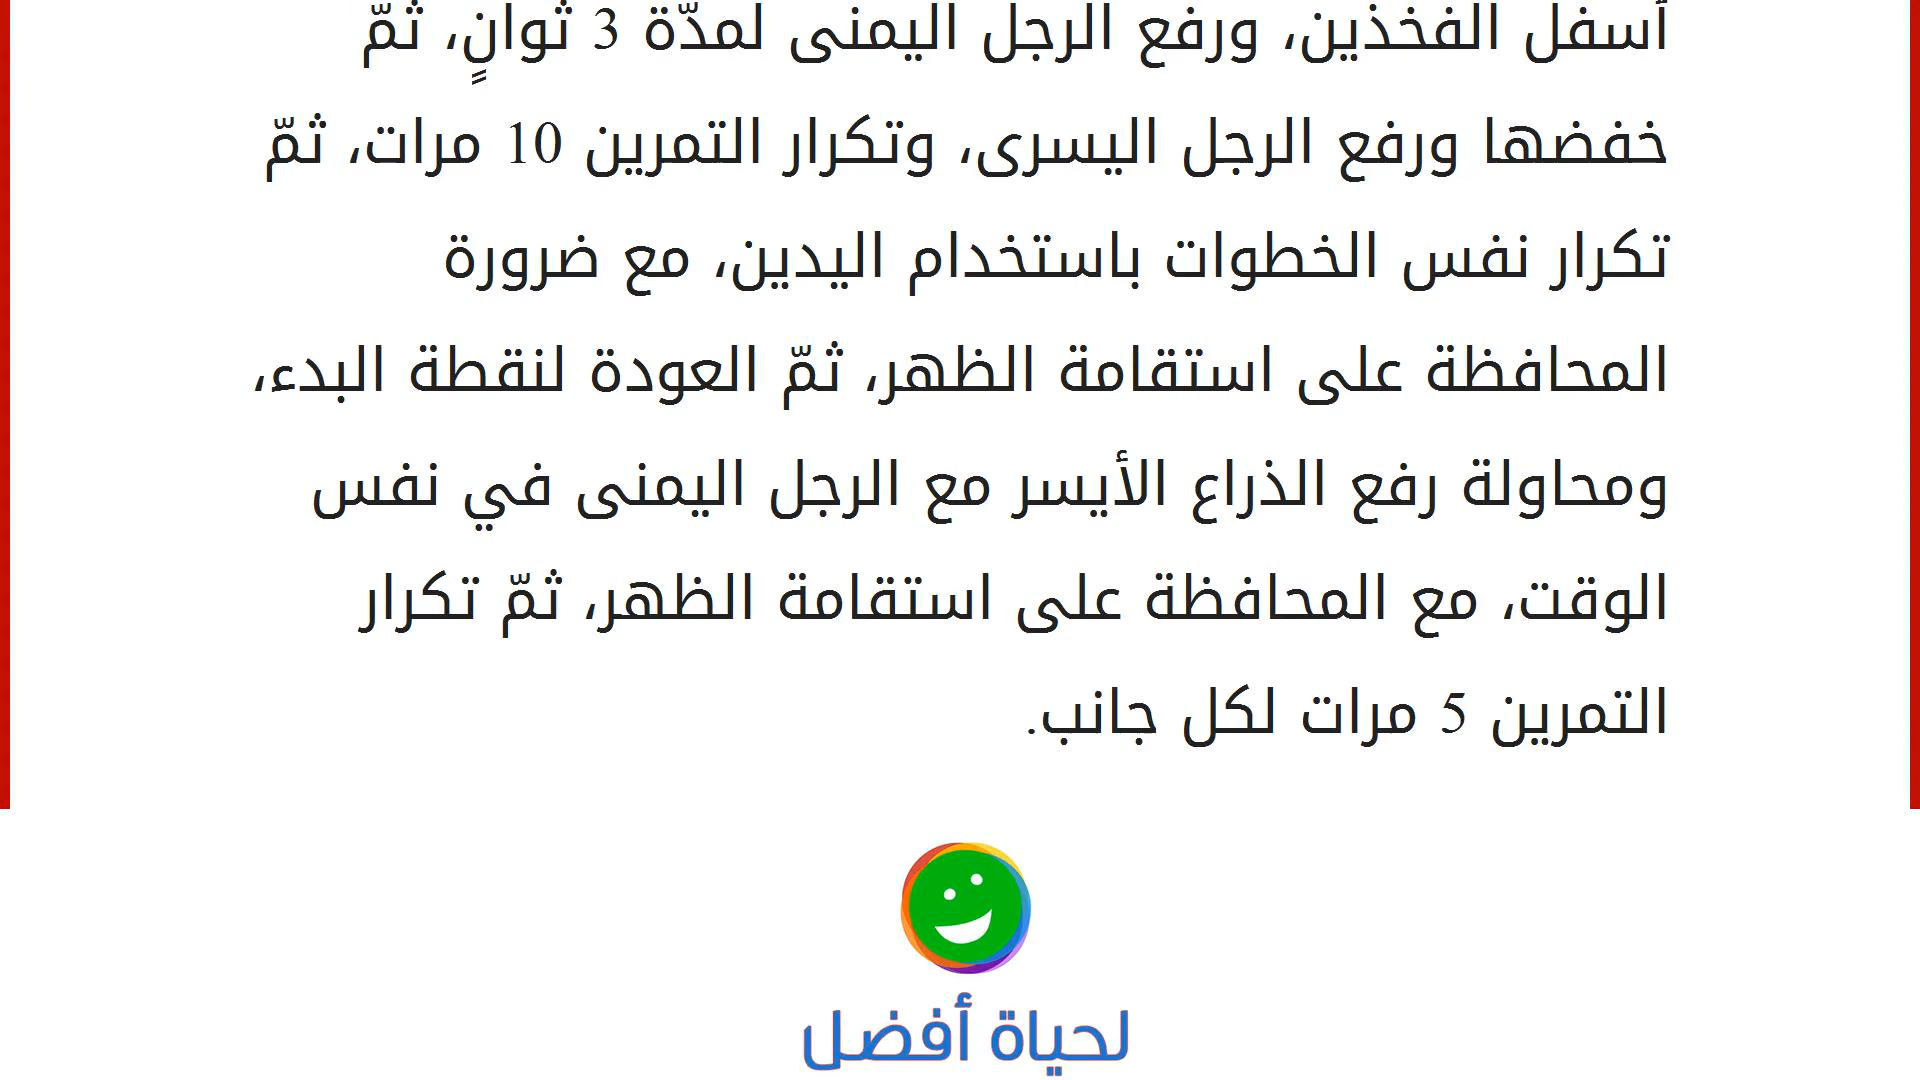 أسفل الفخذين، ورفع الرجل اليمنى لمدّة 3 ثوانٍ، ثمّ
خفضها ورفع الرجل اليسرى، وتكرار التمرين 10 مرات، ثمّ
تكرار نفس الخطوات باستخدام اليدين، مع ضرورة
المحافظة على استقامة الظهر، ثمّ العودة لنقطة البدء،
ومحاولة رفع الذراع الأيسر مع الرجل اليمنى في نفس
الوقت، مع المحافظة على استقامة الظهر، ثمّ تكرار
التمرين 5 مرات لكل جانب.
لحياة أفضل